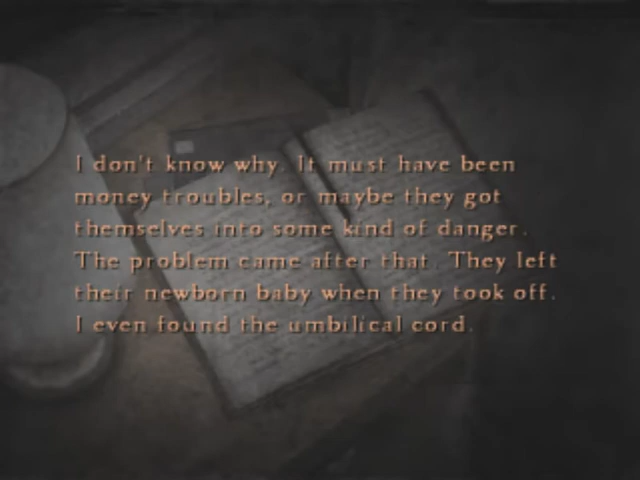 I don't know why. It must have been
money troubles, or maybe they got
themselves into some kind of danger.
The problem came after that. They left
their newborn baby when they took off.
I even found the umbilical cord.